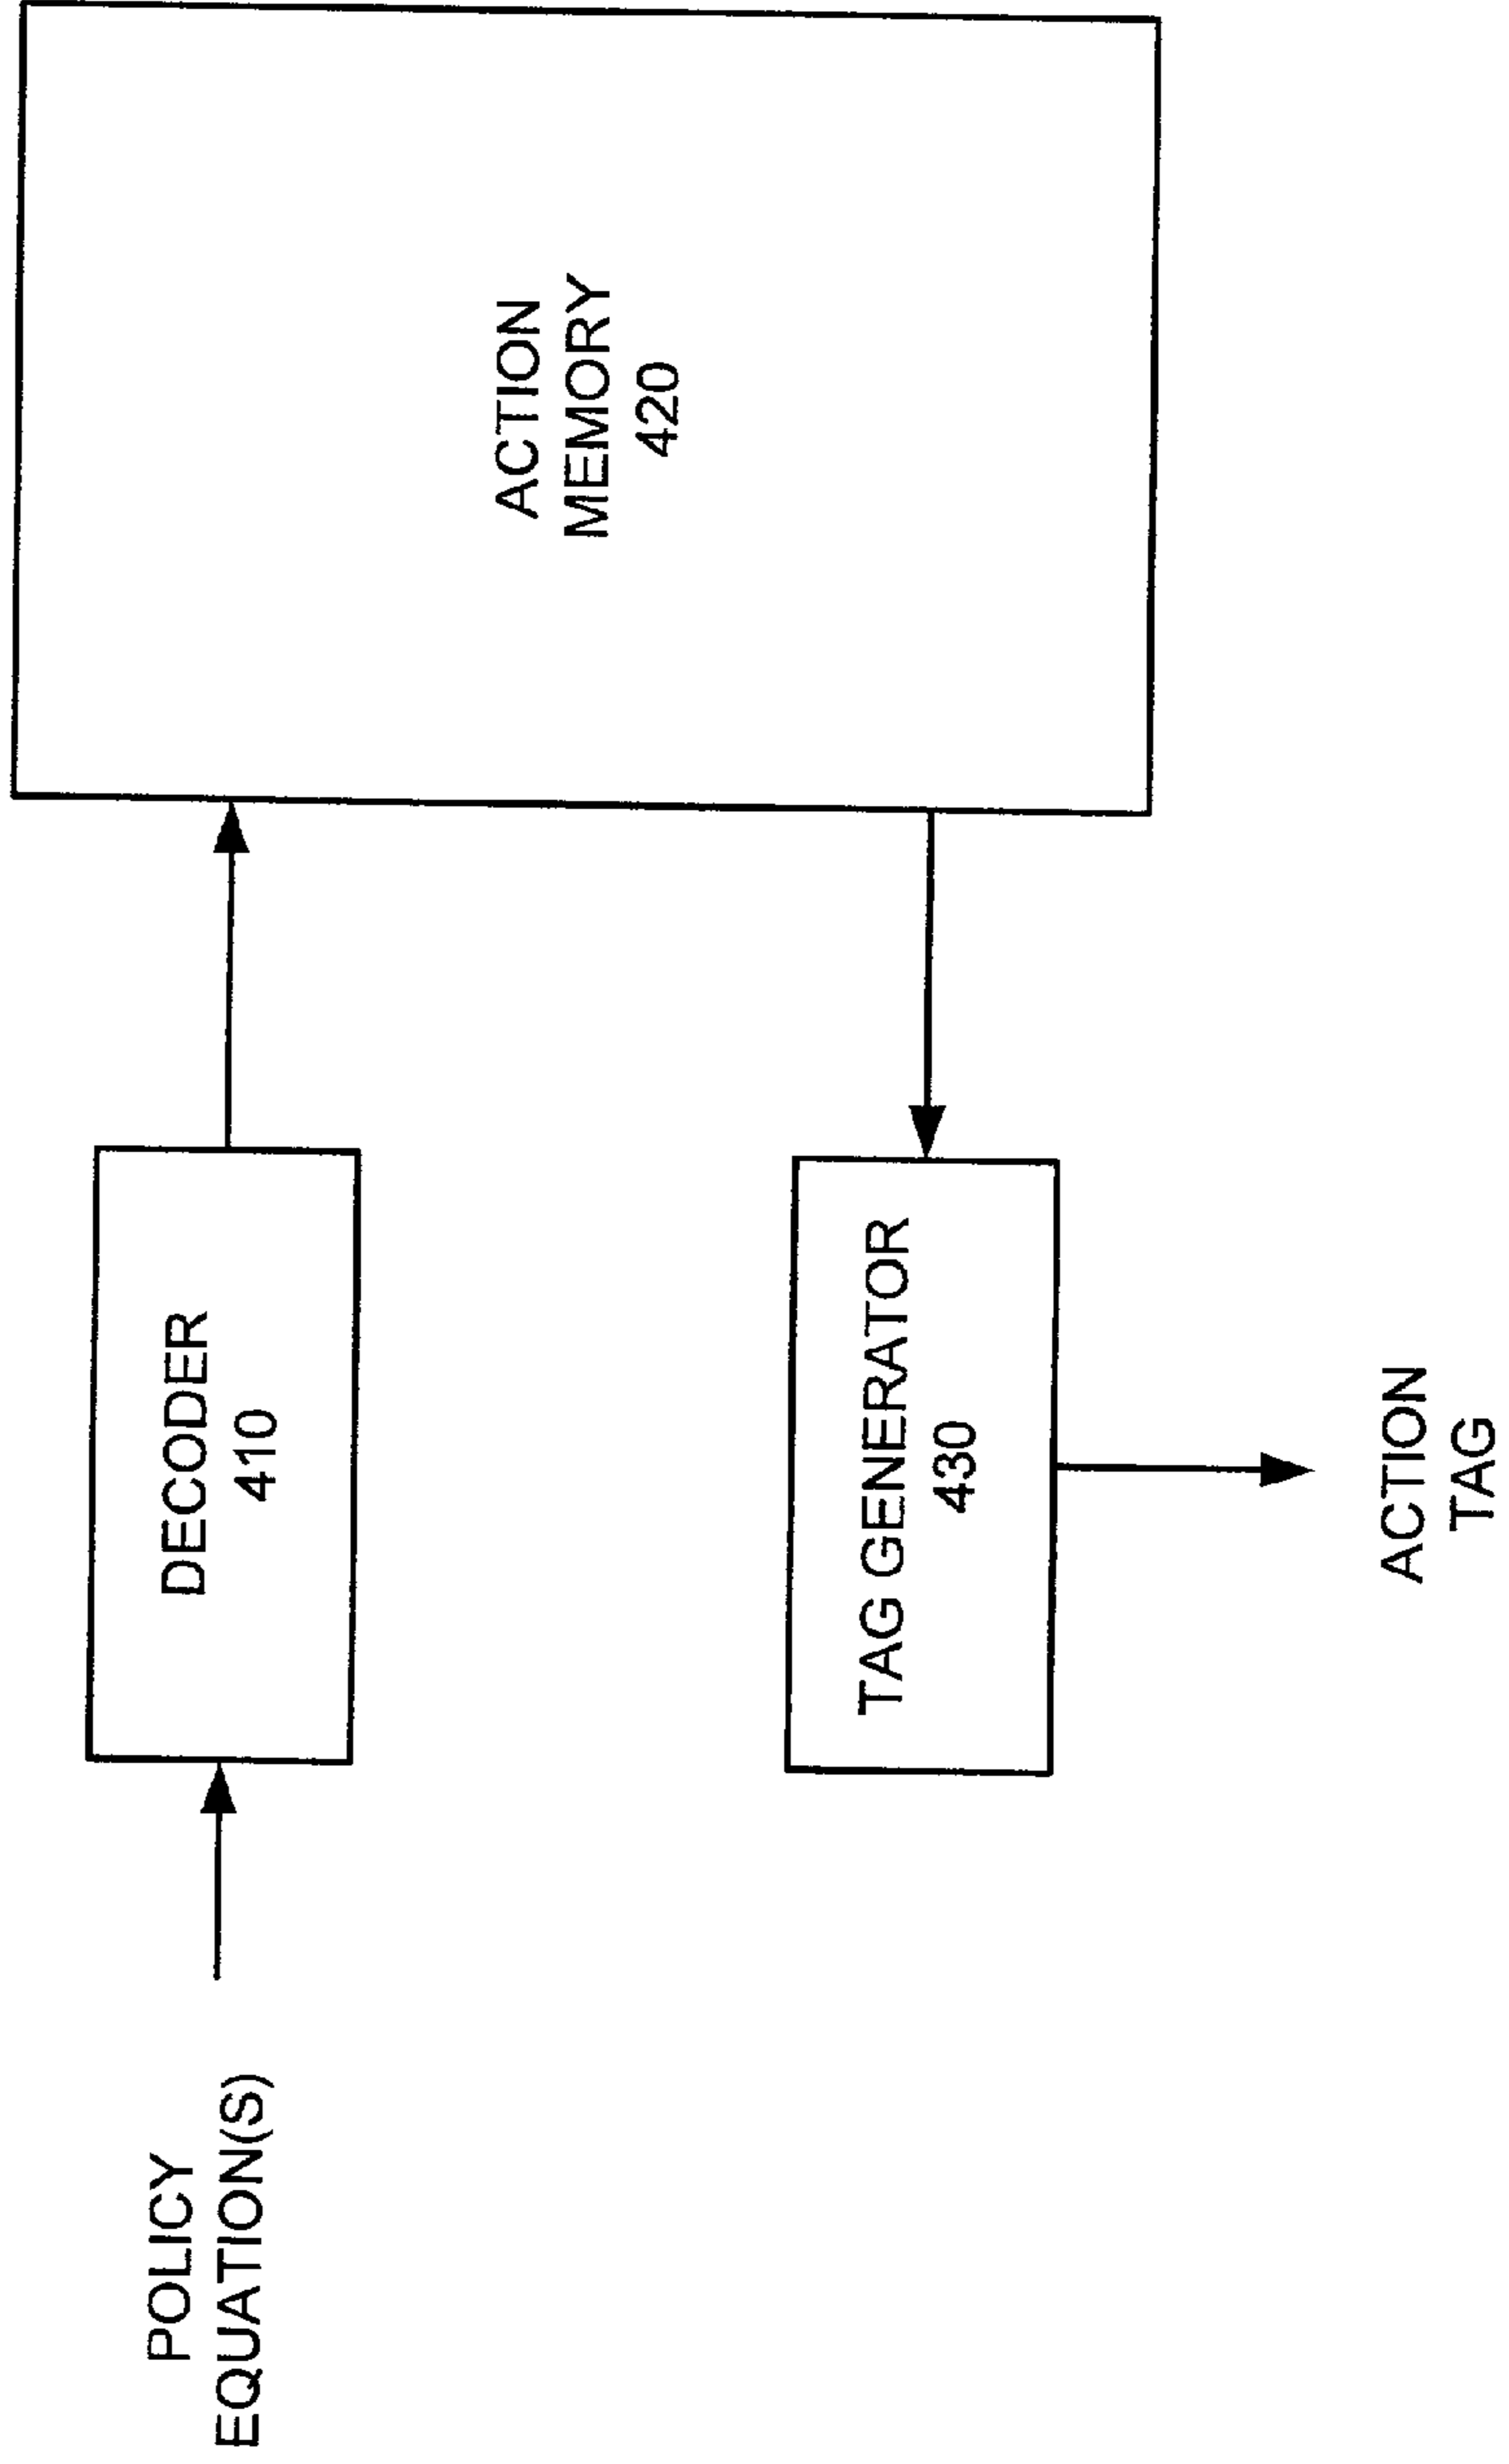 POLICY
EQUATION(S)
DECODER
410
ACTION
MEMORY
420
TAG GENERATOR
430
ACTION
TAG